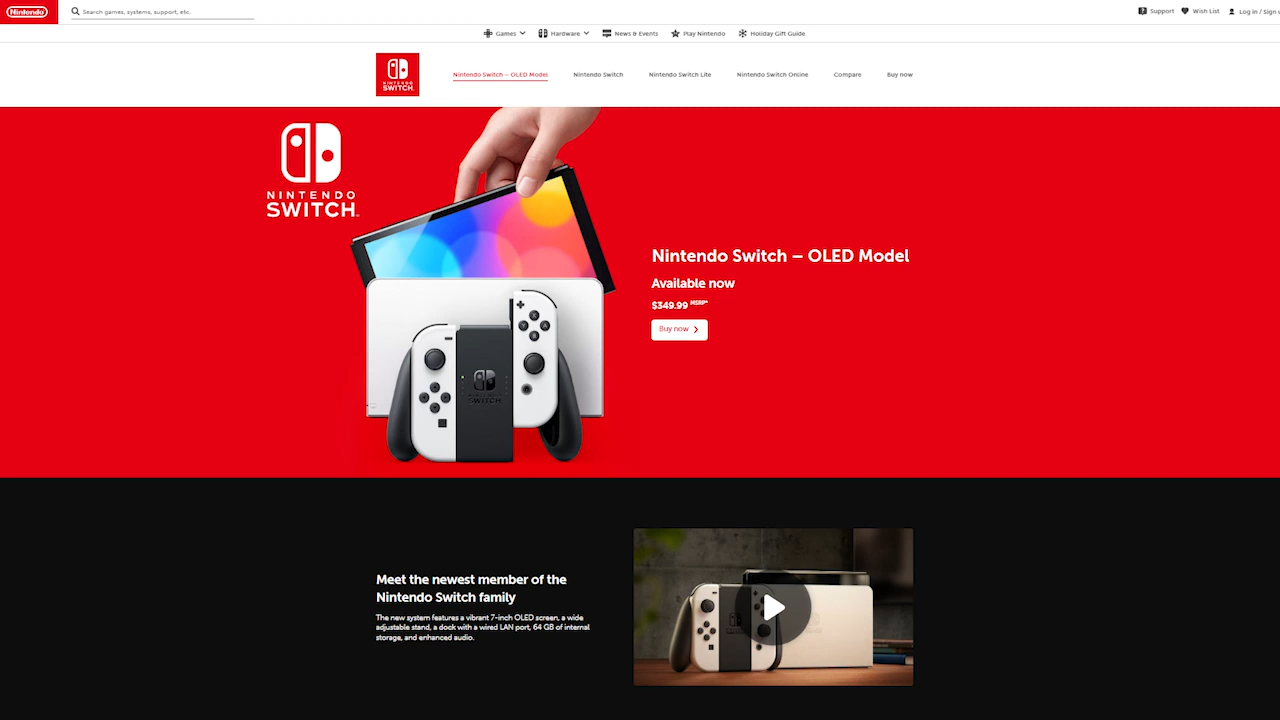 Nintendo
Search games, systems, support, etc.
Support
Wish List
Log in / Sign u
Games
Hardware
News & Events
Play Nintendo
Holiday Gift Guide
NINTENDO
SWITCH
Nintendo Switch – OLED Model
Nintendo Switch
Nintendo Switch Lite
Nintendo Switch Online
Compare
Buy now
NINTENDO
SWITCH™
X
Y A
B
SWITCH
Nintendo Switch – OLED Model
Available now
$349.99 MSRP*
Buy now
Meet the newest member of the
Nintendo Switch family
The new system features a vibrant 7-inch OLED screen, a wide
adjustable stand, a dock with a wired LAN port, 64 GB of internal
storage, and enhanced audio.